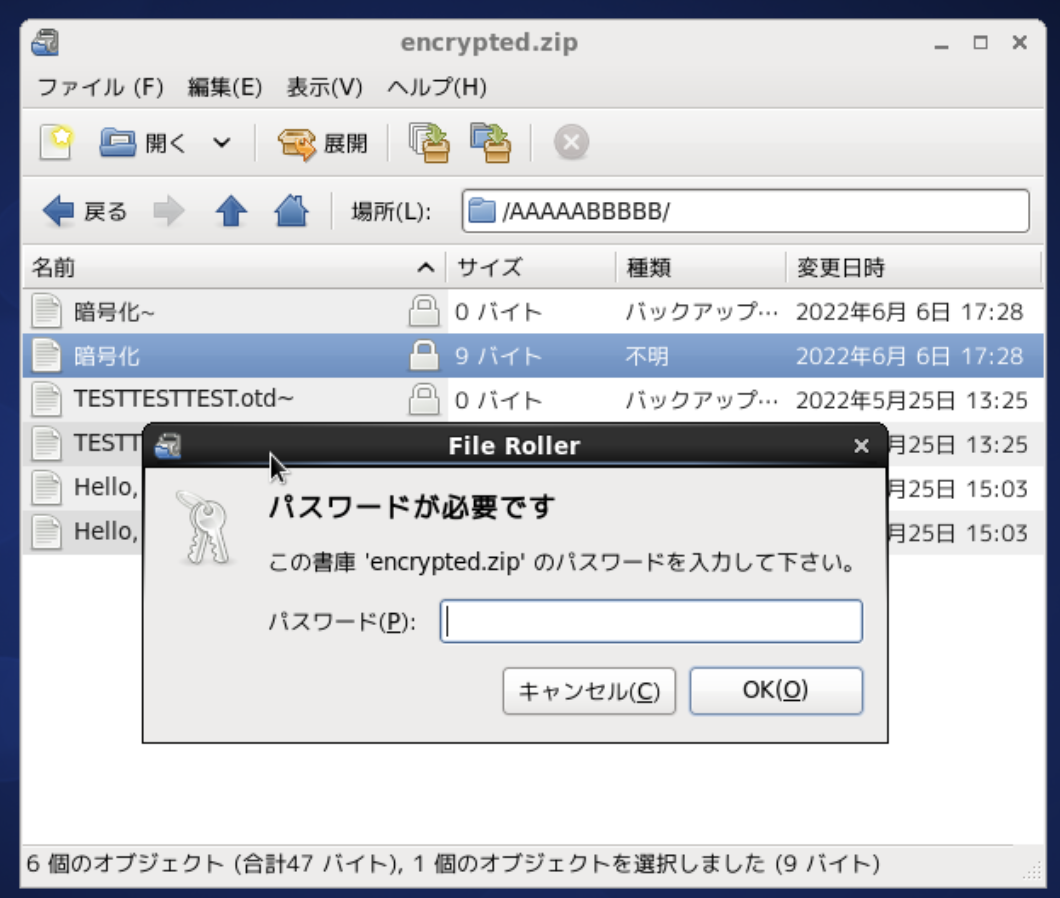 encrypted.zip
ファイル (F) 編集(E) 表示(V) ヘルプ(H)
開く 展開
戻る 場所(L): /AAAAABBBBB/
名前 サイズ 種類 変更日時
暗号化~ 0 バイト バックアップ… 2022年6月 6日 17:28
暗号化 9 バイト 不明 2022年6月 6日 17:28
TESTTESTTEST.otd~ 0 バイト バックアップ… 2022年5月25日 13:25
TESTT 月25日 13:25
Hello, 月25日 15:03
Hello, 月25日 15:03
File Roller
パスワードが必要です
この書庫 'encrypted.zip' のパスワードを入力して下さい。
パスワード(P):
キャンセル(C) OK(O)
6 個のオブジェクト (合計47 バイト), 1 個のオブジェクトを選択しました (9 バイト)